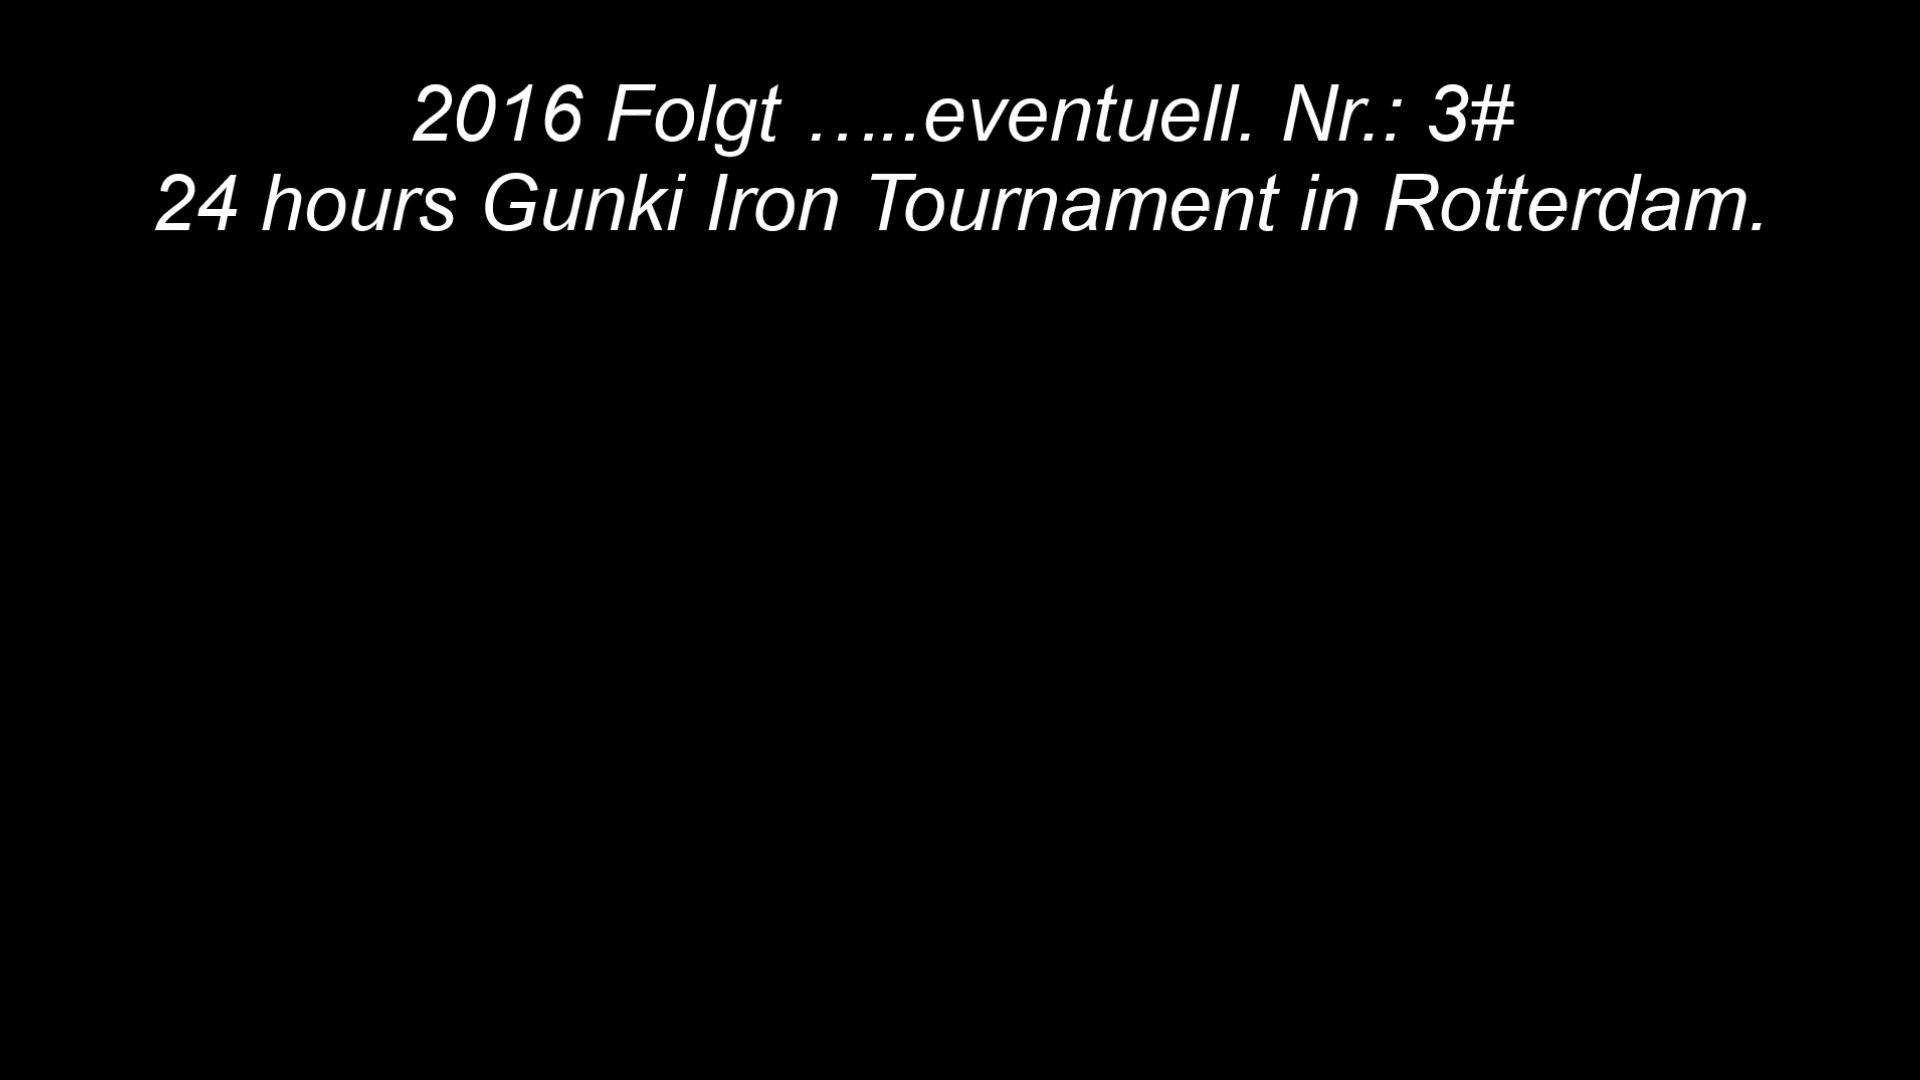 2016 Folgt …..eventuell. Nr.: 3#
24 hours Gunki Iron Tournament in Rotterdam.